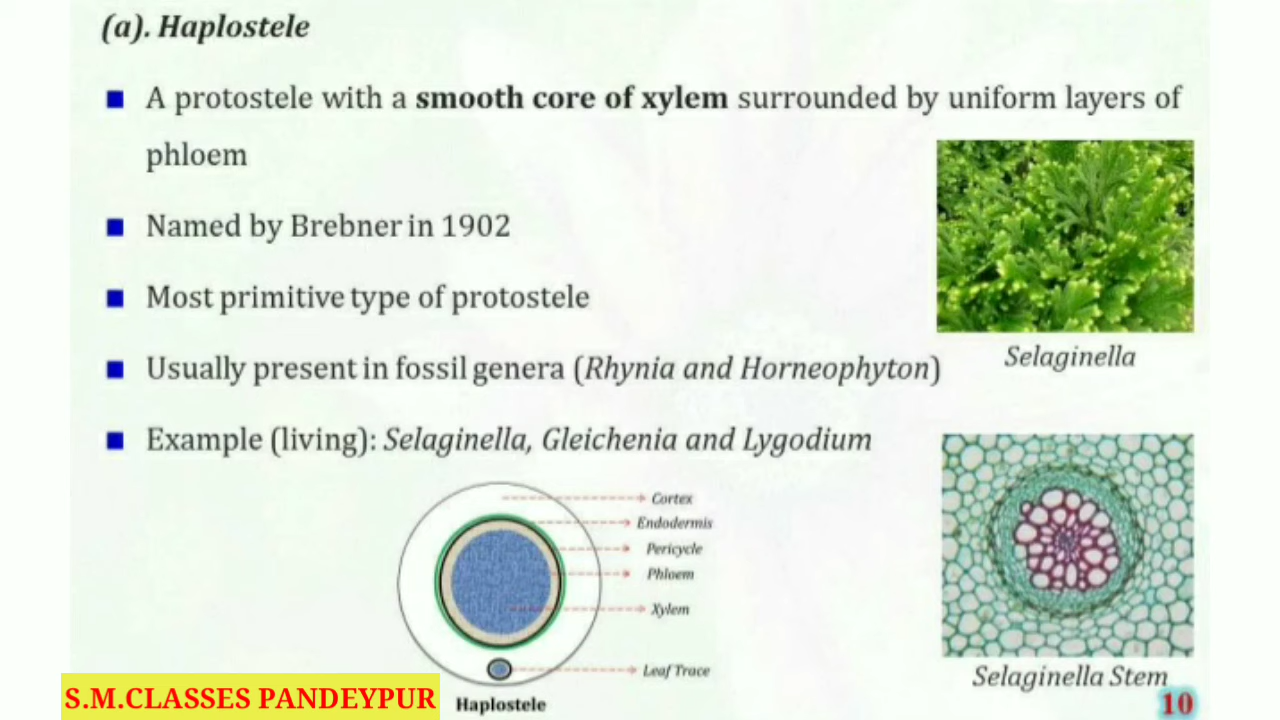 (a). Haplostele
A protostele with a smooth core of xylem surrounded by uniform layers of
phloem
Named by Brebner in 1902
Most primitive type of protostele
Usually present in fossil genera (Rhynia and Horneophyton)
Example (living): Selaginella, Gleichenia and Lygodium
Selaginella
Cortex
Endodermis
Pericycle
Phloem
Xylem
Leaf Trace
Haplostele
Selaginella Stem
10
S.M.CLASSES PANDEYPUR